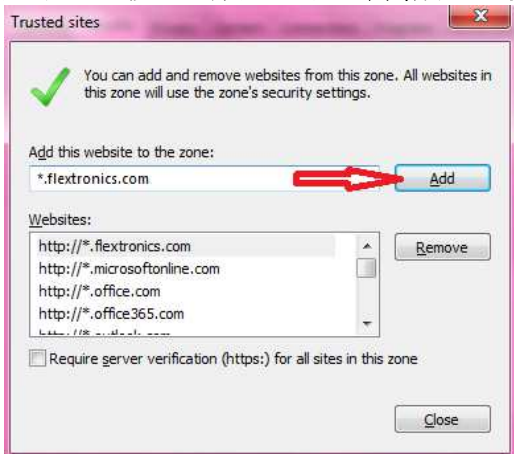 Trusted sites
You can add and remove websites from this zone. All websites in
this zone will use the zone's security settings.
Add this website to the zone:
*.flextronics.com
Add
Websites:
http://*.flextronics.com
Remove
http://*.microsoftonline.com
http://*.office.com
http://*.office365.com
Require server verification (https:) for all sites in this zone
Close